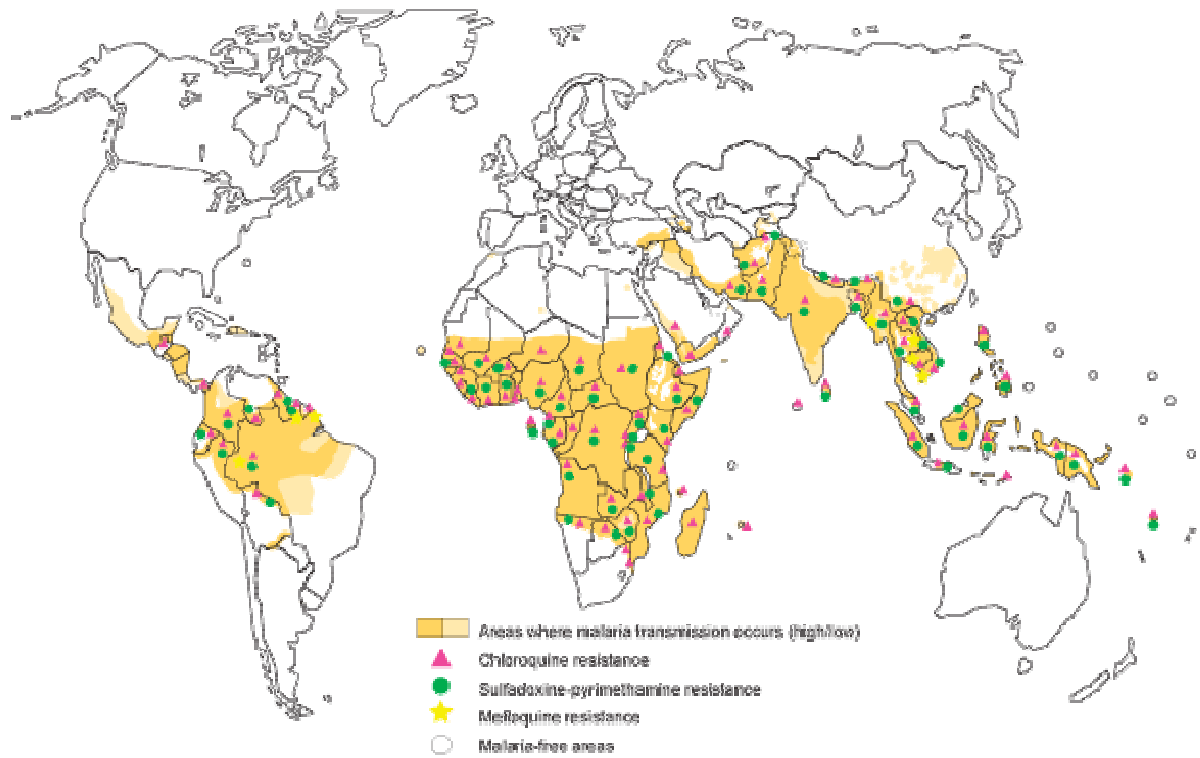 Areas where malaria transmission occurs (high/low)
Chloroquine resistance
Sulfadoxine-pyrimethamine resistance
Mefloquine resistance
Malaria-free areas